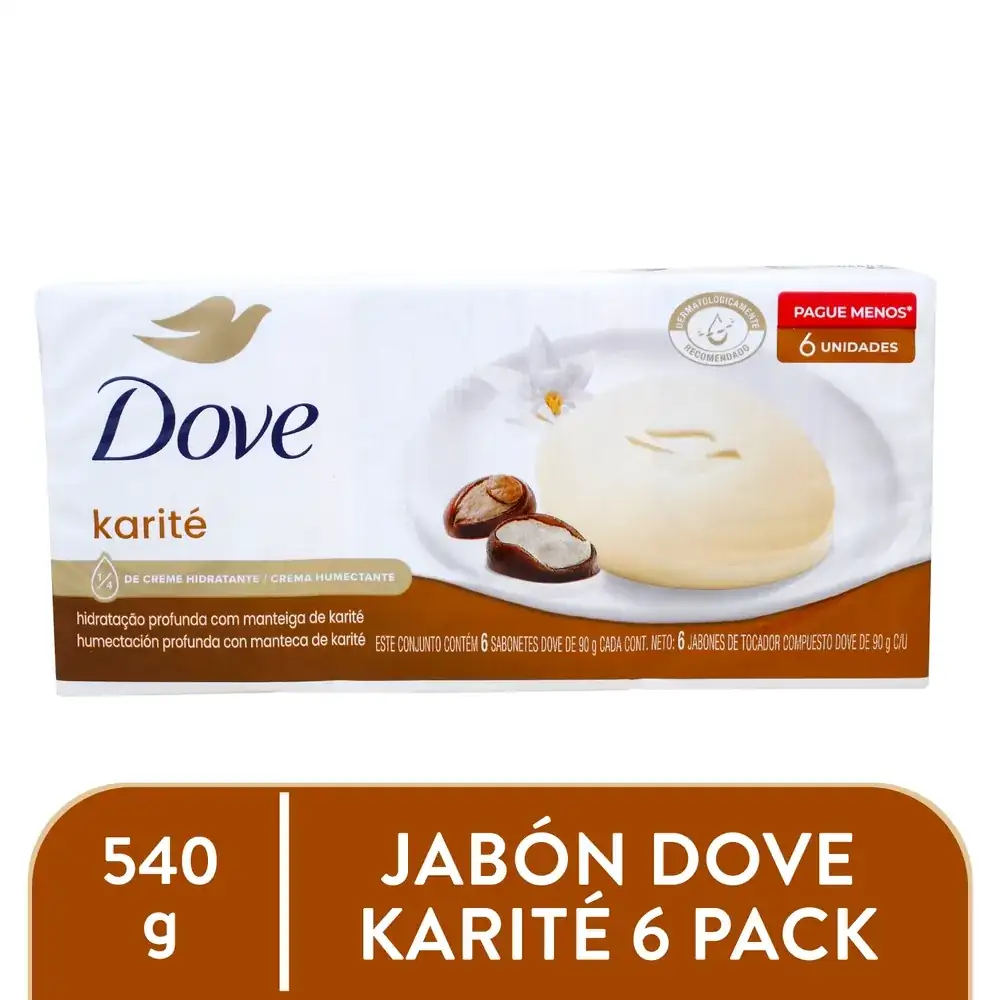 Dove
karité
1/4 DE CREME HIDRATANTE / CREMA HUMECTANTE
hidratação profunda com manteiga de karité
humectación profunda con manteca de karité
ESTE CONJUNTO CONTÉM 6 SABONETES DOVE DE 90 g CADA CONT. NETO: 6 JABONES DE TOCADOR COMPUESTO DOVE DE 90 g C/U
DERMATOLOGICAMENTE
RECOMENDADO
PAGUE MENOS*
6 UNIDADES
540
g
JABÓN DOVE
KARITÉ 6 PACK